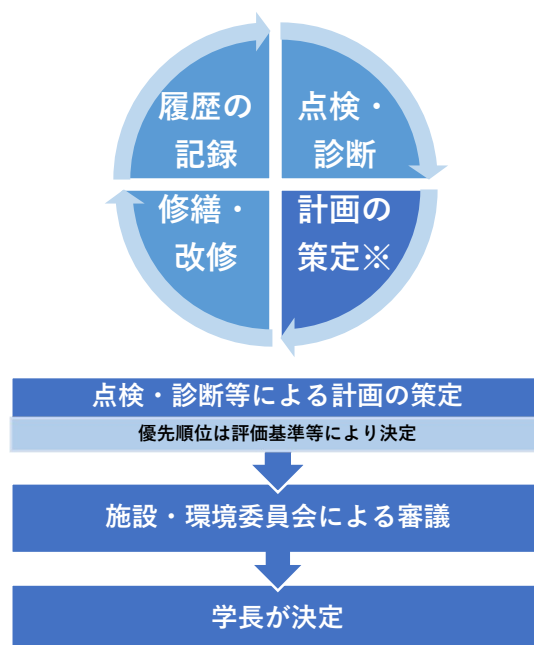 履歴の
記録
点検・
診断
修繕・
改修
計画の
策定※
点検・診断等による計画の策定
優先順位は評価基準等により決定
施設・環境委員会による審議
学長が決定